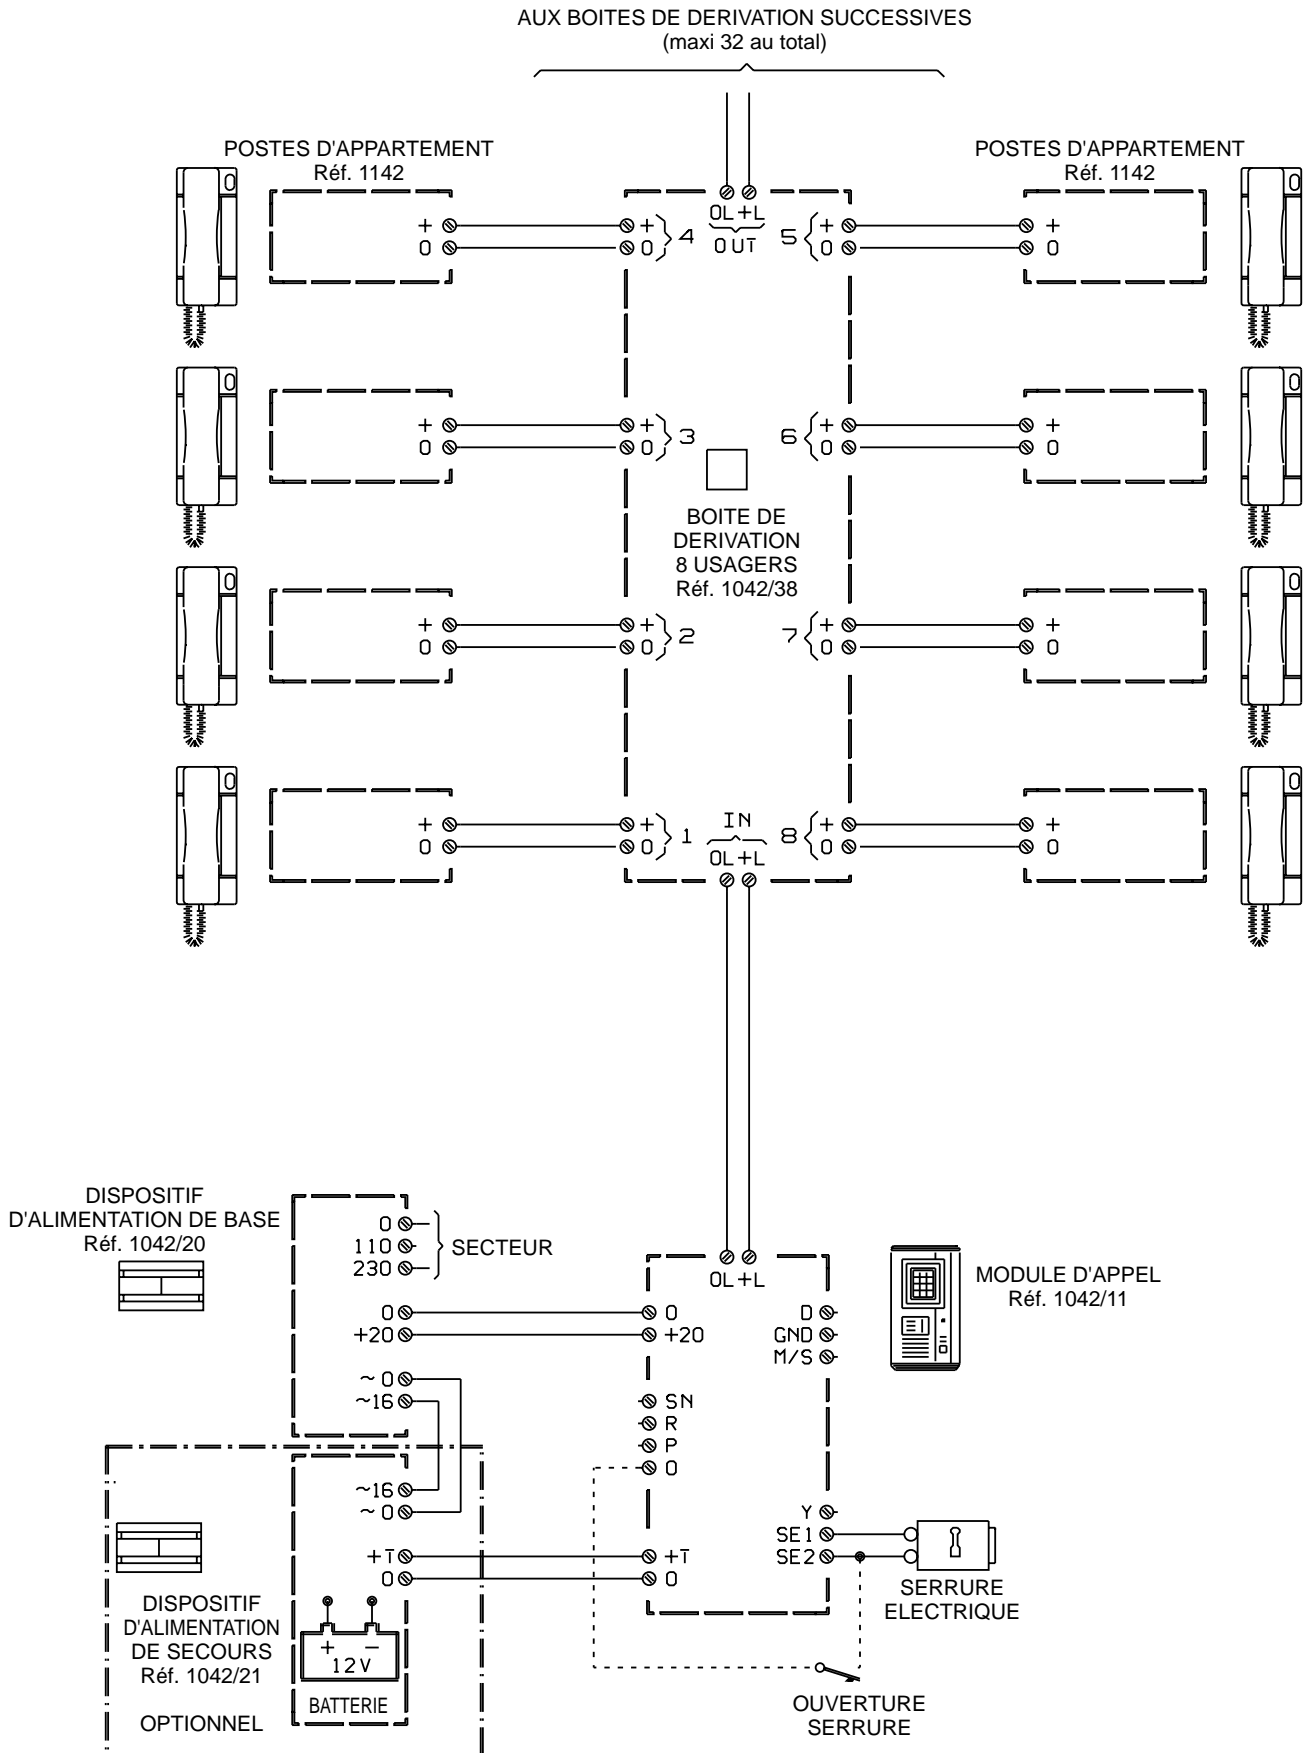 AUX BOITES DE DERIVATION SUCCESSIVES
(maxi 32 au total)
POSTES D'APPARTEMENT
Réf. 1142
POSTES D'APPARTEMENT
Réf. 1142
OL +L
OUT
+ + 4 5 + +
0 0 0 0
+ + 3 6 + +
0 0 0 0
BOITE DE
DERIVATION
8 USAGERS
Réf. 1042/38
+ + 2 7 + +
0 0 0 0
IN
+ + 1 8 + +
0 0 0 0
OL +L
DISPOSITIF
D'ALIMENTATION DE BASE
Réf. 1042/20
0
110
230
SECTEUR
OL +L
MODULE D'APPEL
Réf. 1042/11
0 0 D
+20 +20 GND
M/S
~ 0
~16
SN
R
P
0
~16
~ 0
Y
SE1
SE2
+T +T
0 0
SERRURE
ELECTRIQUE
DISPOSITIF
D'ALIMENTATION
DE SECOURS
Réf. 1042/21
OPTIONNEL
+ −
12V
BATTERIE
OUVERTURE
SERRURE